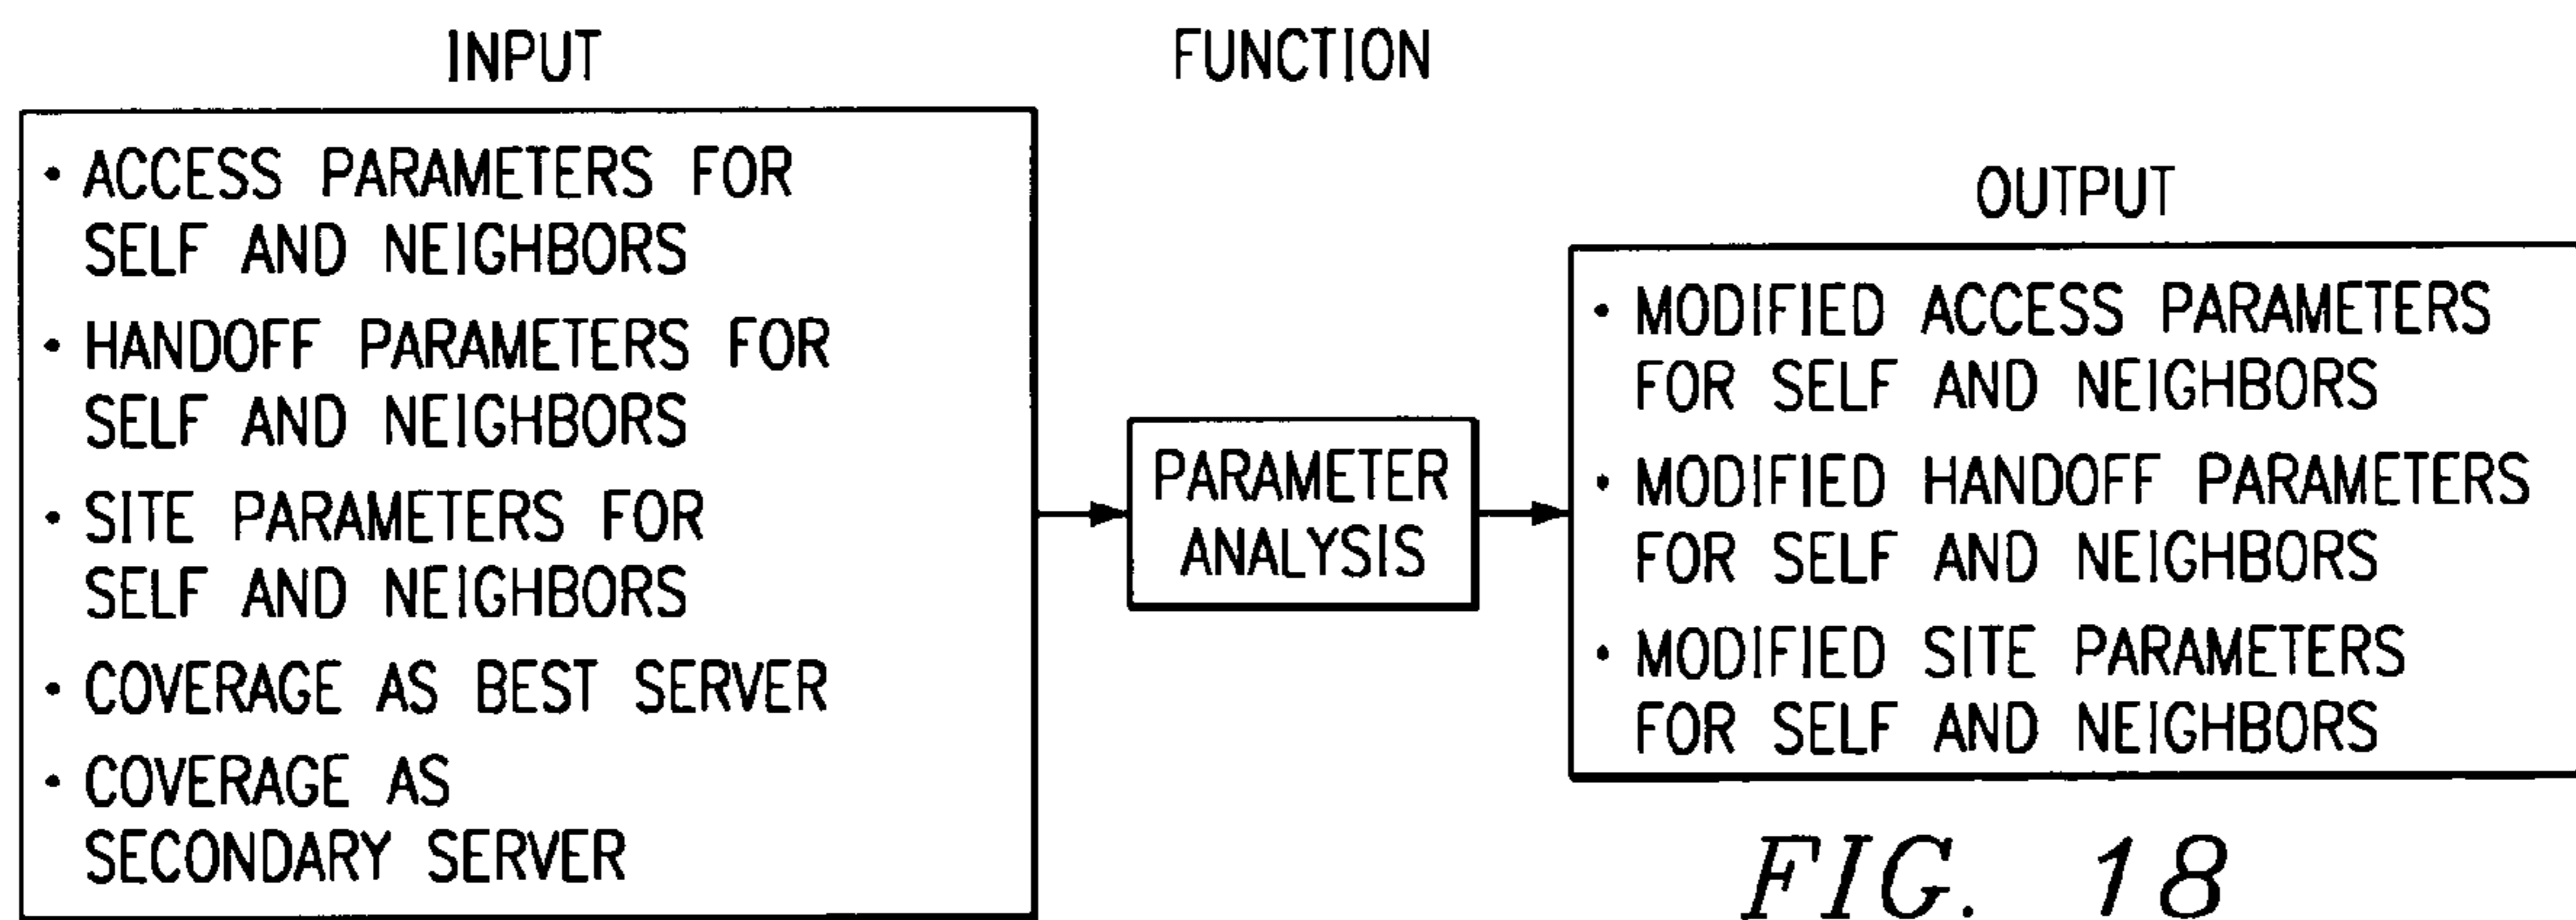 INPUT
• ACCESS PARAMETERS FOR
SELF AND NEIGHBORS
• HANDOFF PARAMETERS FOR
SELF AND NEIGHBORS
• SITE PARAMETERS FOR
SELF AND NEIGHBORS
• COVERAGE AS BEST SERVER
• COVERAGE AS
SECONDARY SERVER
FUNCTION
PARAMETER
ANALYSIS
OUTPUT
• MODIFIED ACCESS PARAMETERS
FOR SELF AND NEIGHBORS
• MODIFIED HANDOFF PARAMETERS
FOR SELF AND NEIGHBORS
• MODIFIED SITE PARAMETERS
FOR SELF AND NEIGHBORS
FIG. 18